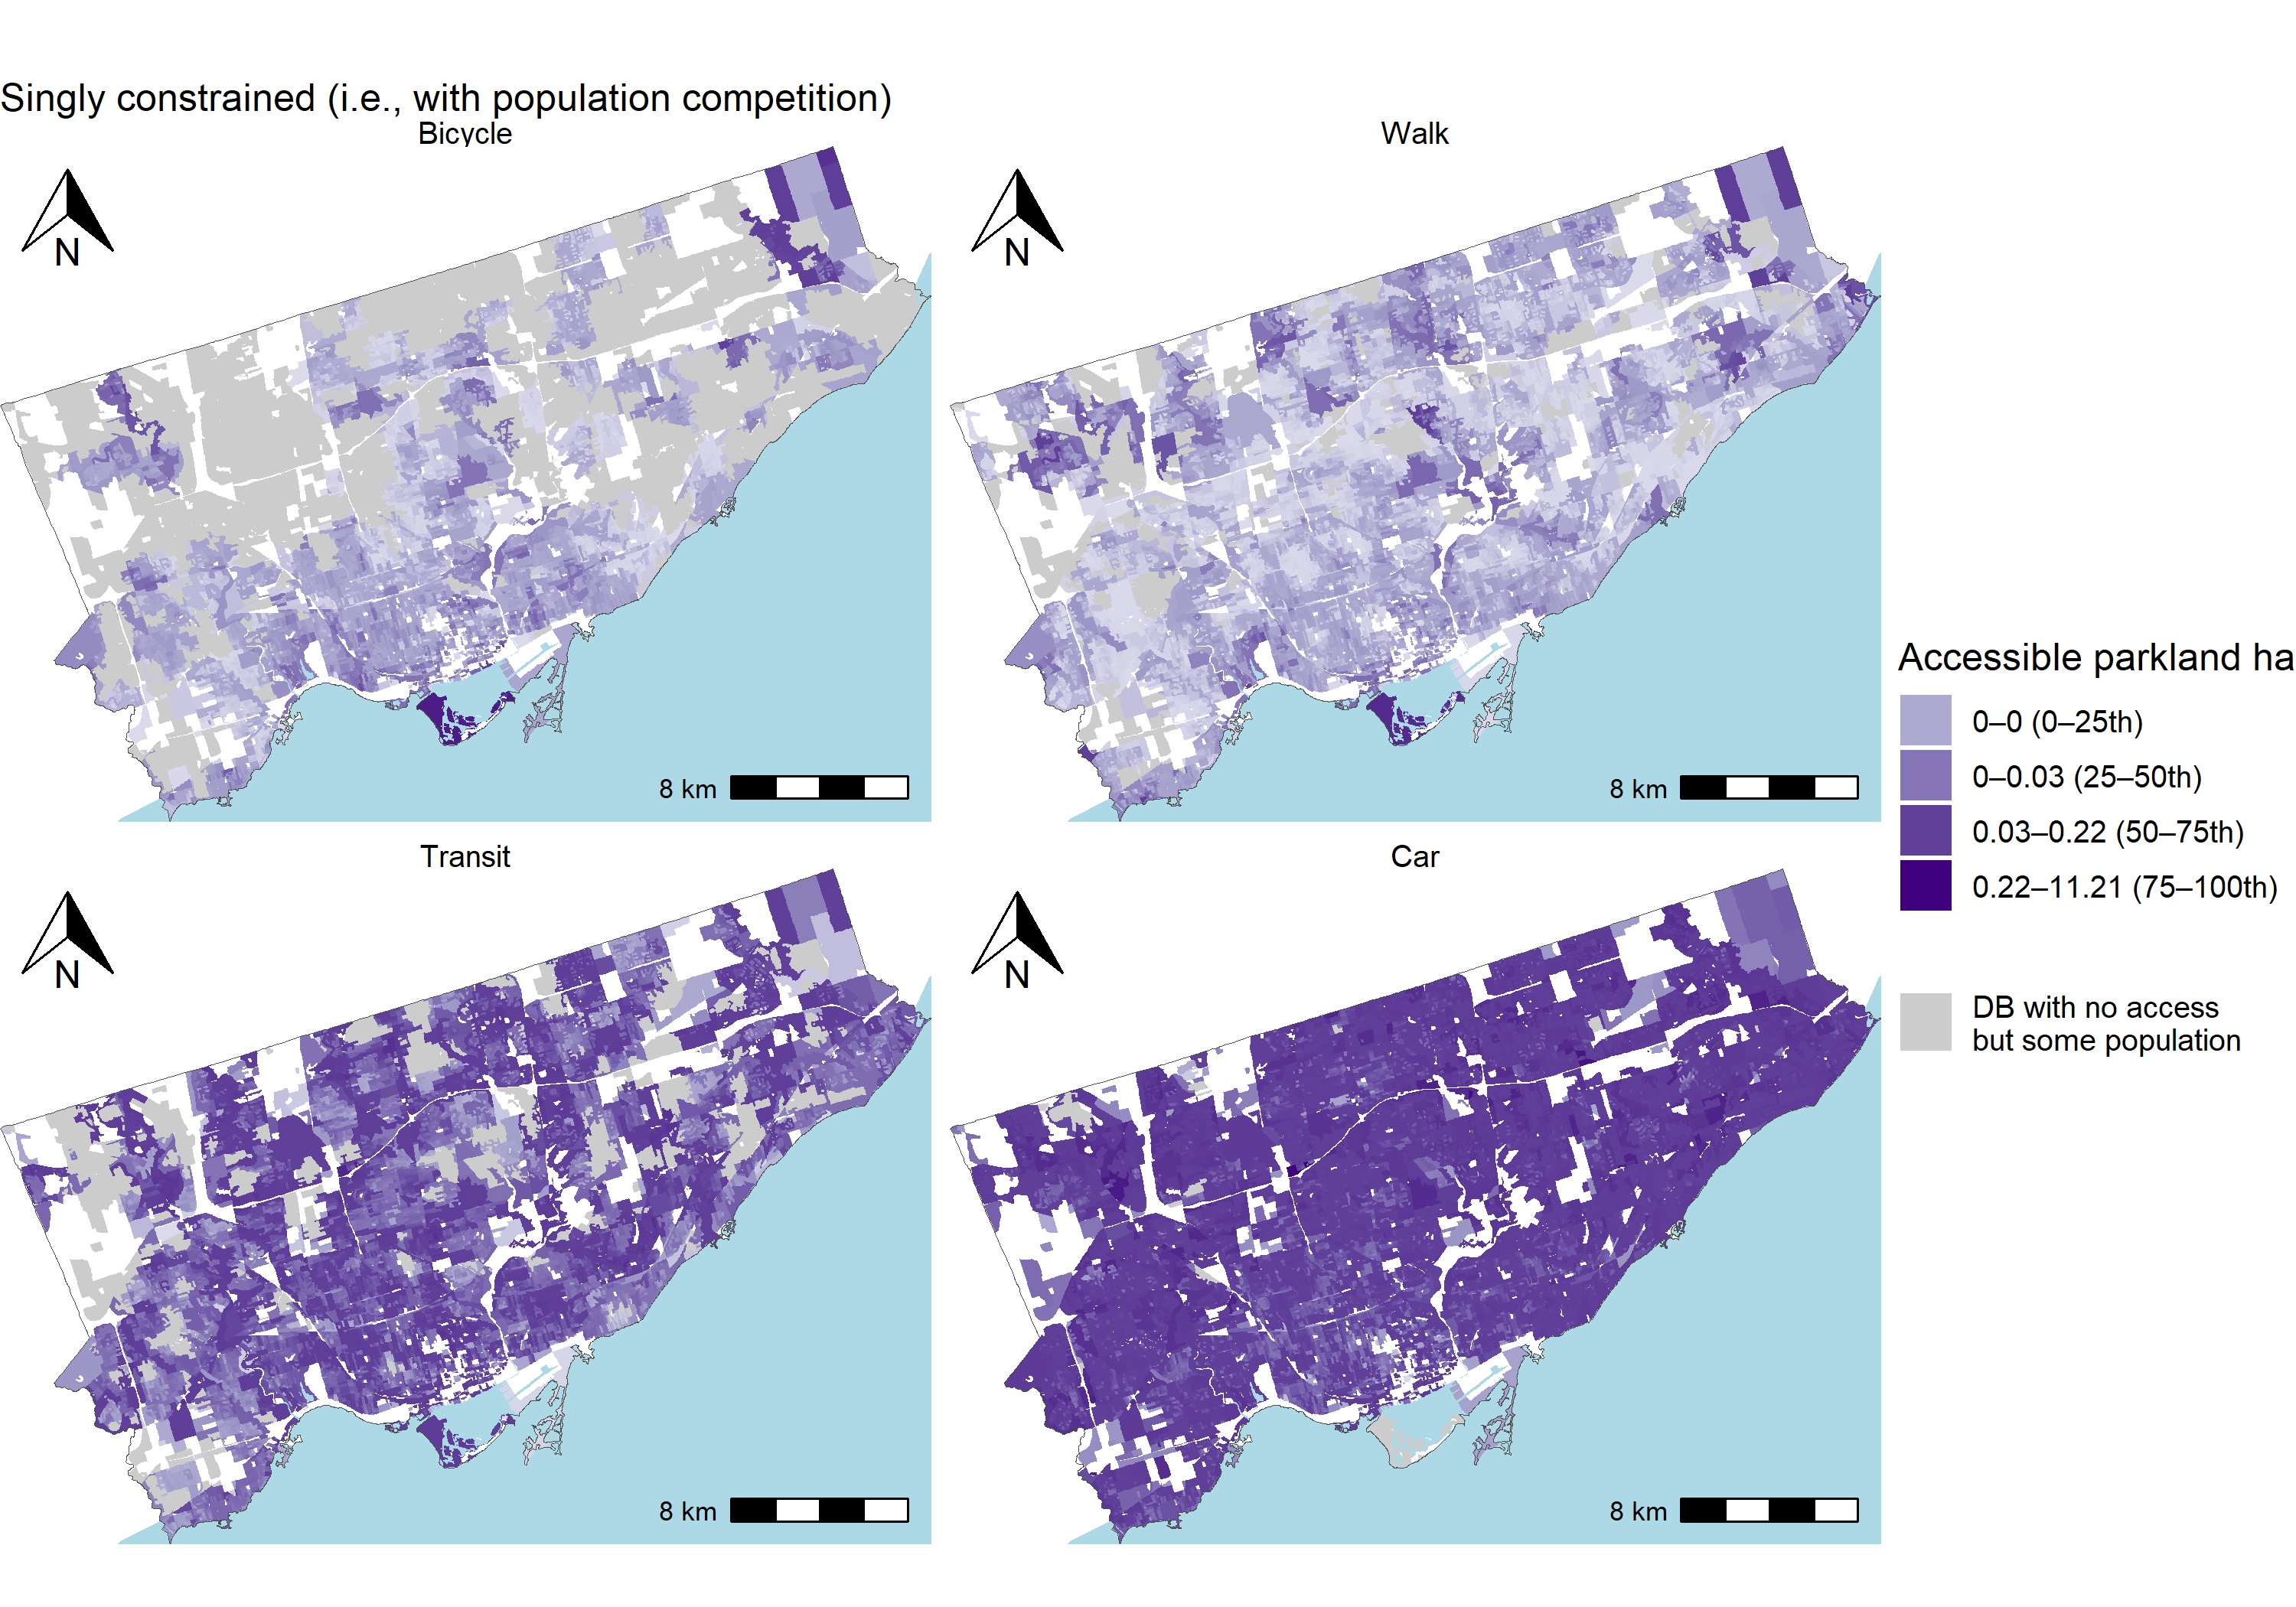 Singly constrained (i.e., with population competition)
Bicycle
Walk
N
N
8 km
8 km
Transit
Car
N
N
8 km
8 km
Accessible parkland ha
0–0 (0–25th)
0–0.03 (25–50th)
0.03–0.22 (50–75th)
0.22–11.21 (75–100th)
DB with no access
but some population